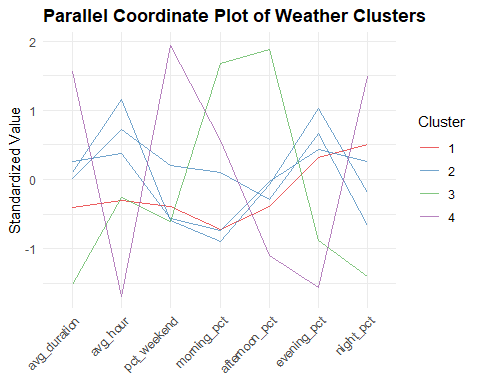 Parallel Coordinate Plot of Weather Clusters
Standardized Value
2
1
0
-1
avg_duration
avg_hour
pct_weekend
morning_pct
afternoon_pct
evening_pct
night_pct
Cluster
1
2
3
4